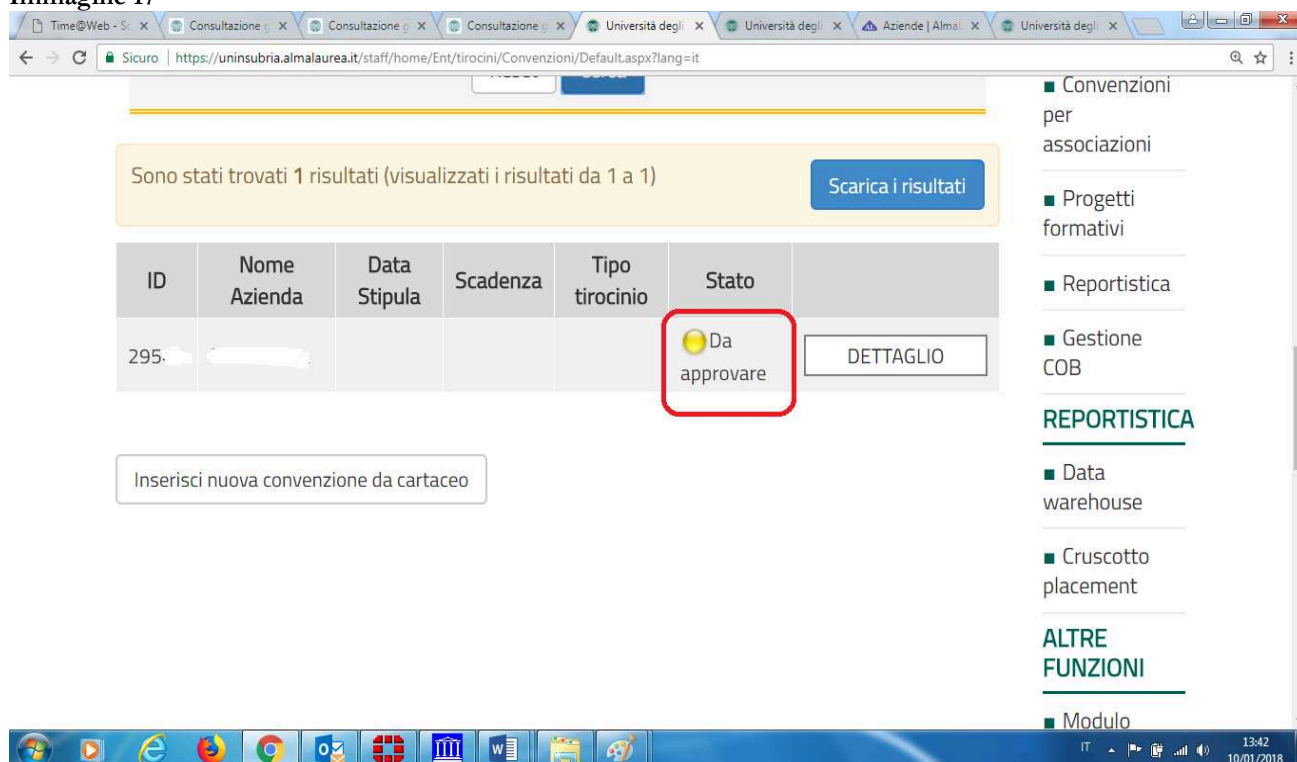 Immagine 17
Time@Web - S
Consultazione g
Consultazione g
Consultazione g
Università degli
Università degli
Aziende | Almal
Università degli
Sicuro | https://uninsubria.almalaurea.it/staff/home/Ent/tirocini/Convenzioni/Default.aspx?lang=it
Sono stati trovati 1 risultati (visualizzati i risultati da 1 a 1)
Scarica i risultati
ID
Nome Azienda
Data Stipula
Scadenza
Tipo tirocinio
Stato
295
Da
approvare
DETTAGLIO
Inserisci nuova convenzione da cartaceo
Convenzioni
per
associazioni
Progetti
formativi
Reportistica
Gestione
COB
REPORTISTICA
Data
warehouse
Cruscotto
placement
ALTRE
FUNZIONI
Modulo
IT
13:42
10/01/2018